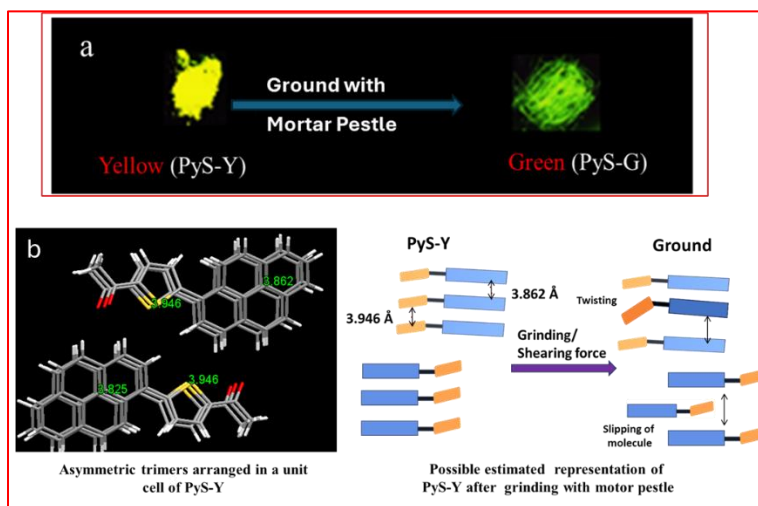 a
Ground with
Mortar Pestle
Yellow (PyS-Y)
Green (PyS-G)
b
3.862
3.946
3.825
3.946
Asymmetric trimers arranged in a unit
cell of PyS-Y
PyS-Y
Ground
3.862 Å
3.946 Å
Twisting
Grinding/
Shearing force
Slipping of
molecule
Possible estimated representation of
PyS-Y after grinding with motor pestle